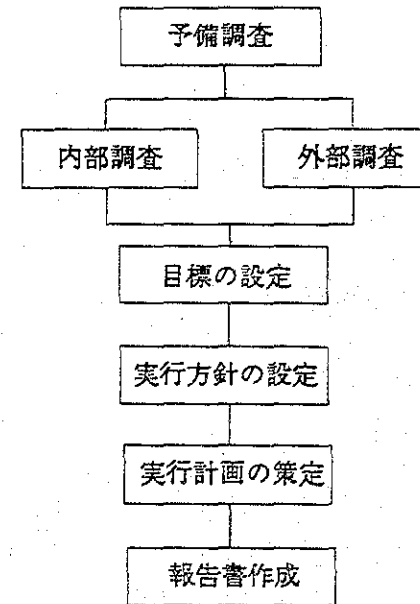 予備調査
内部調査
外部調査
目標の設定
実行方針の設定
実行計画の策定
報告書作成